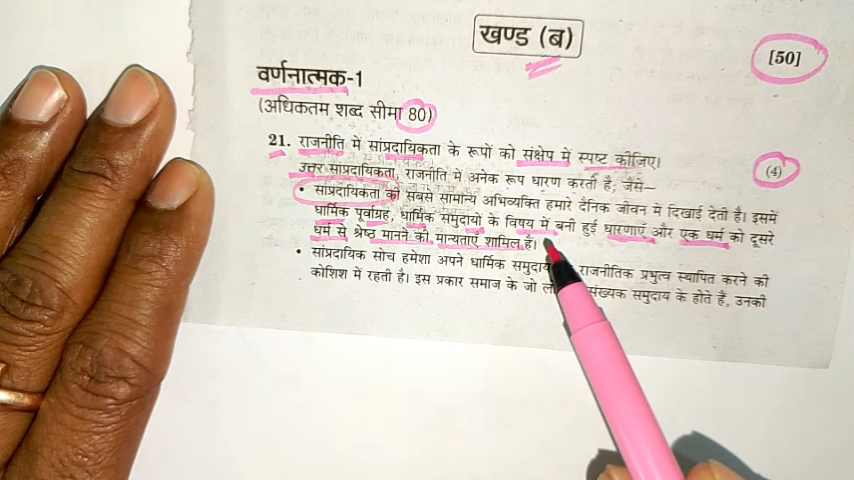 खण्ड (ब)
[50]
वर्णनात्मक-1
(अधिकतम शब्द सीमा 80)
21. राजनीति में सांप्रदायिकता के रूपों को संक्षेप में स्पष्ट कीजिए। (4)
उत्तर सांप्रदायिकता, राजनीति में अनेक रूप धारण करती है, जैसे—
• सांप्रदायिकता की सबसे सामान्य अभिव्यक्ति हमारे दैनिक जीवन में दिखाई देती है। इसमें
धार्मिक पूर्वाग्रह, धार्मिक समुदायों के विषय में बनी हुई धारणाएँ और एक धर्म को दूसरे
धर्म से श्रेष्ठ मानने की मान्यताएँ शामिल हैं।
• सांप्रदायिक सोच हमेशा अपने धार्मिक राजनीतिक प्रभुत्व स्थापित करने की
कोशिश में रहती है। इस प्रकार समाज के जो समुदाय के होते हैं, उनकी